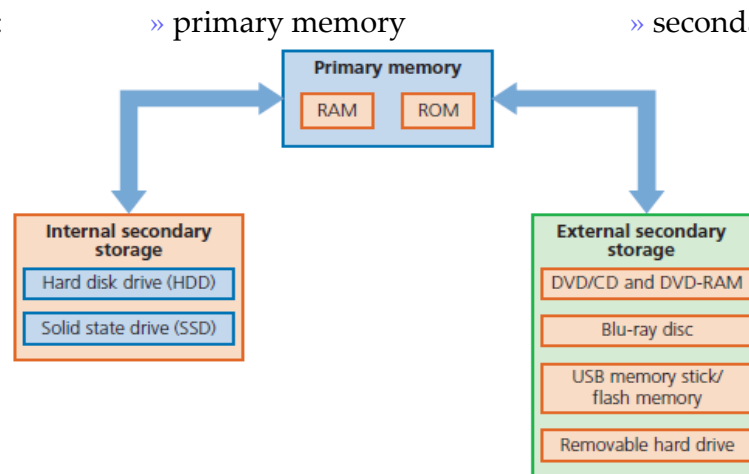 » primary memory » second
Primary memory
RAM ROM
Internal secondary
storage
Hard disk drive (HDD)
Solid state drive (SSD)
External secondary
storage
DVD/CD and DVD-RAM
Blu-ray disc
USB memory stick/
flash memory
Removable hard drive